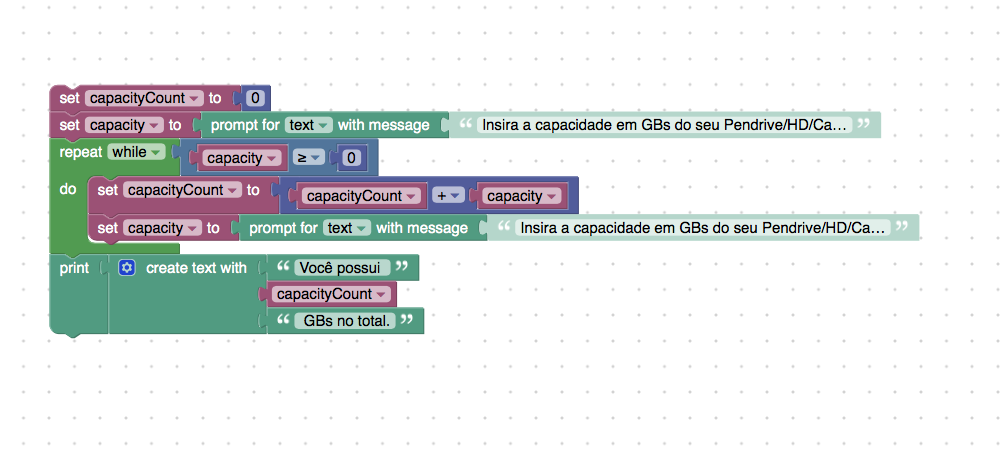 set capacityCount to 0
set capacity to prompt for text with message “ Insira a capacidade em GBs do seu Pendrive/HD/Ca... ”
repeat while capacity ≥ 0
do set capacityCount to capacityCount + capacity
set capacity to prompt for text with message “ Insira a capacidade em GBs do seu Pendrive/HD/Ca... ”
print create text with “ Você possui ”
capacityCount
“ GBs no total. ”